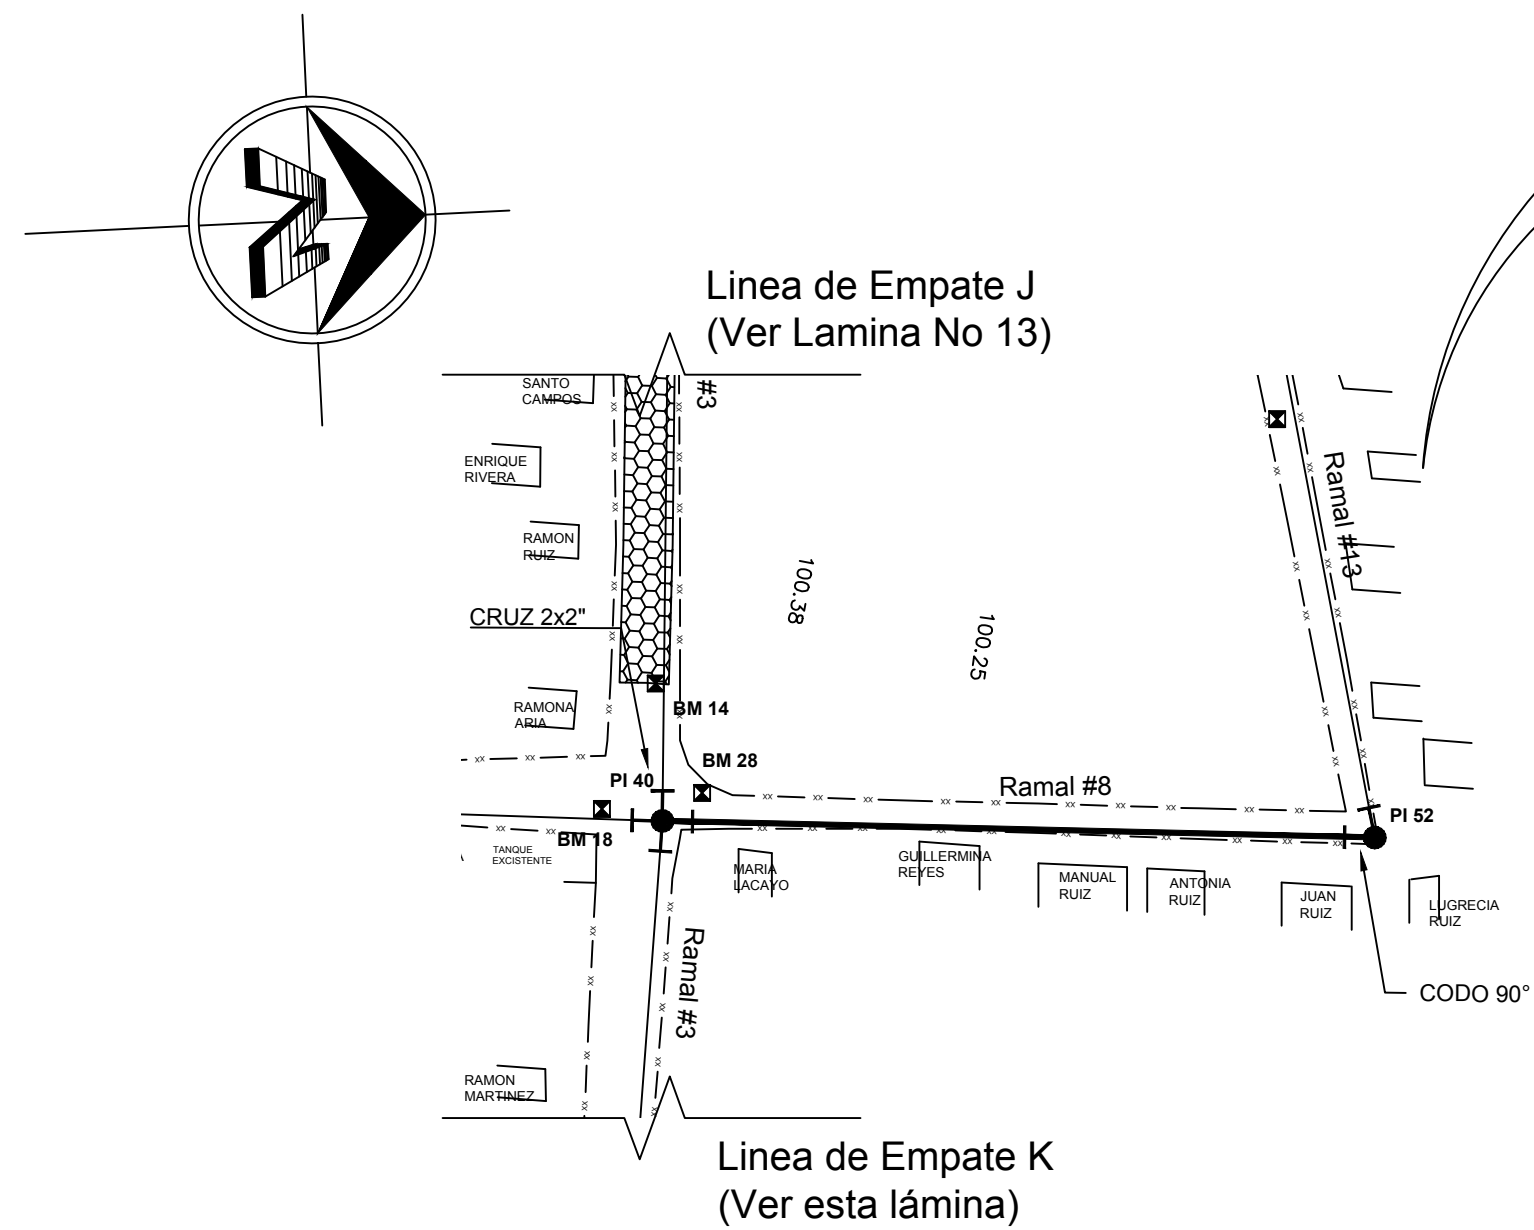 N
Linea de Empate J
(Ver Lamina No 13)
#3
SANTO
CAMPOS
ENRIQUE
RIVERA
RAMON
RUIZ
Ramal #13
100.38
100.25
CRUZ 2x2"
RAMONA
ARIA
BM 14
BM 28
PI 40
Ramal #8
PI 52
BM 18
TANQUE
EXCISTENTE
MARIA
LACAYO
GUILLERMINA
REYES
MANUAL
RUIZ
ANTONIA
RUIZ
JUAN
RUIZ
LUGRECIA
RUIZ
Ramal #3
CODO 90°
RAMON
MARTINEZ
Linea de Empate K
(Ver esta lámina)